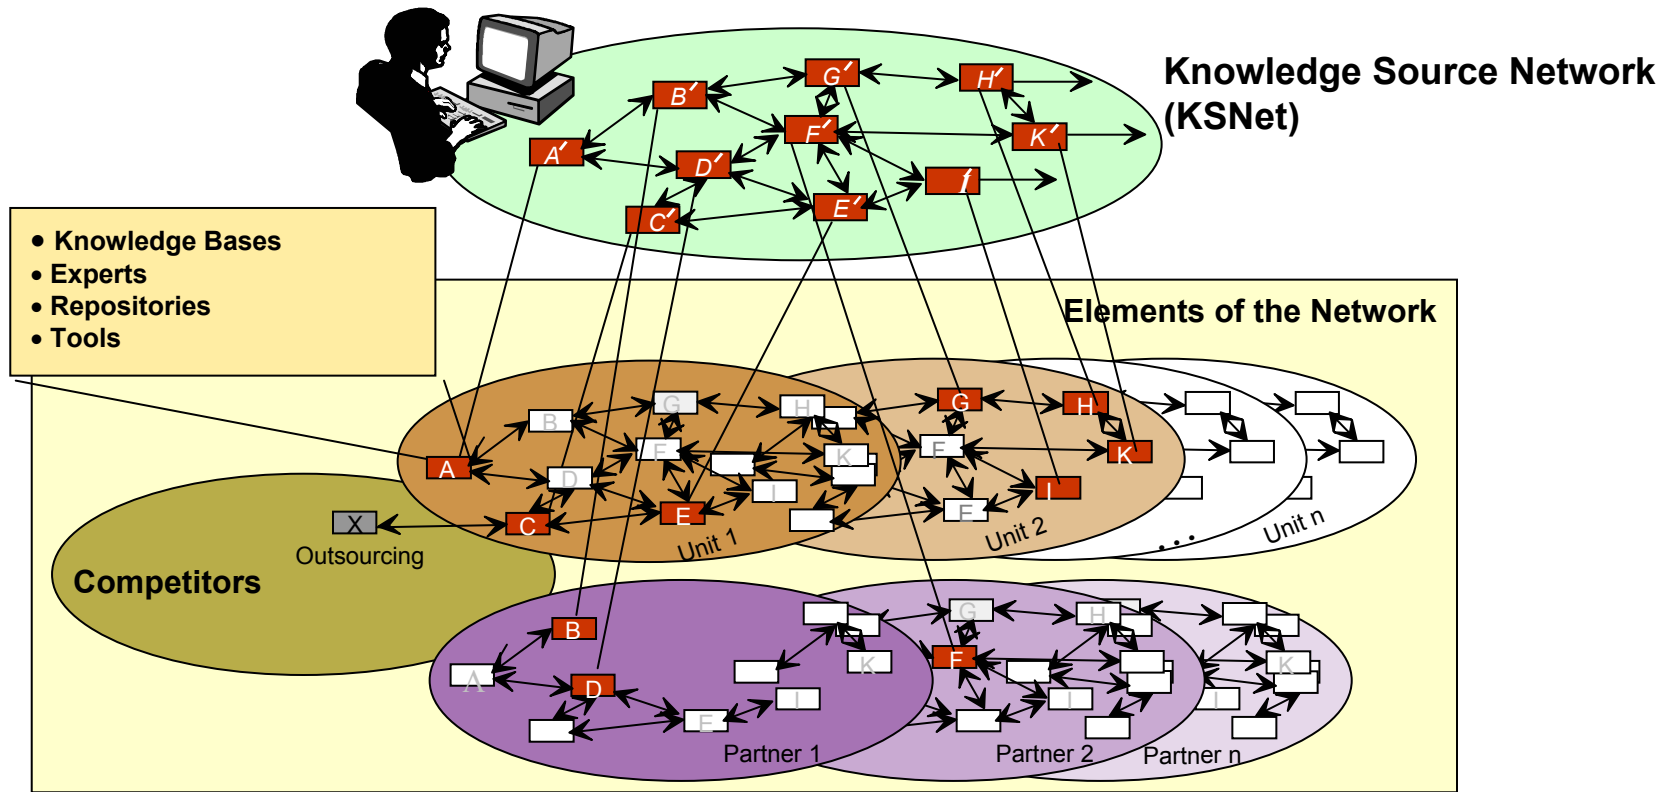 Knowledge Source Network
(KSNet)
G′
H′
B′
F′
K′
A′
D′
I′
E′
C′
• Knowledge Bases
• Experts
• Repositories
• Tools
Elements of the Network
B
G
H
G
H
F
K
F
K
A
D
I
I
E
E
C
X
Outsourcing
Unit 1
Unit 2
. . .
Unit n
Competitors
B
G
H
F
K
K
A
D
I
I
I
E
Partner 1
Partner 2
Partner n